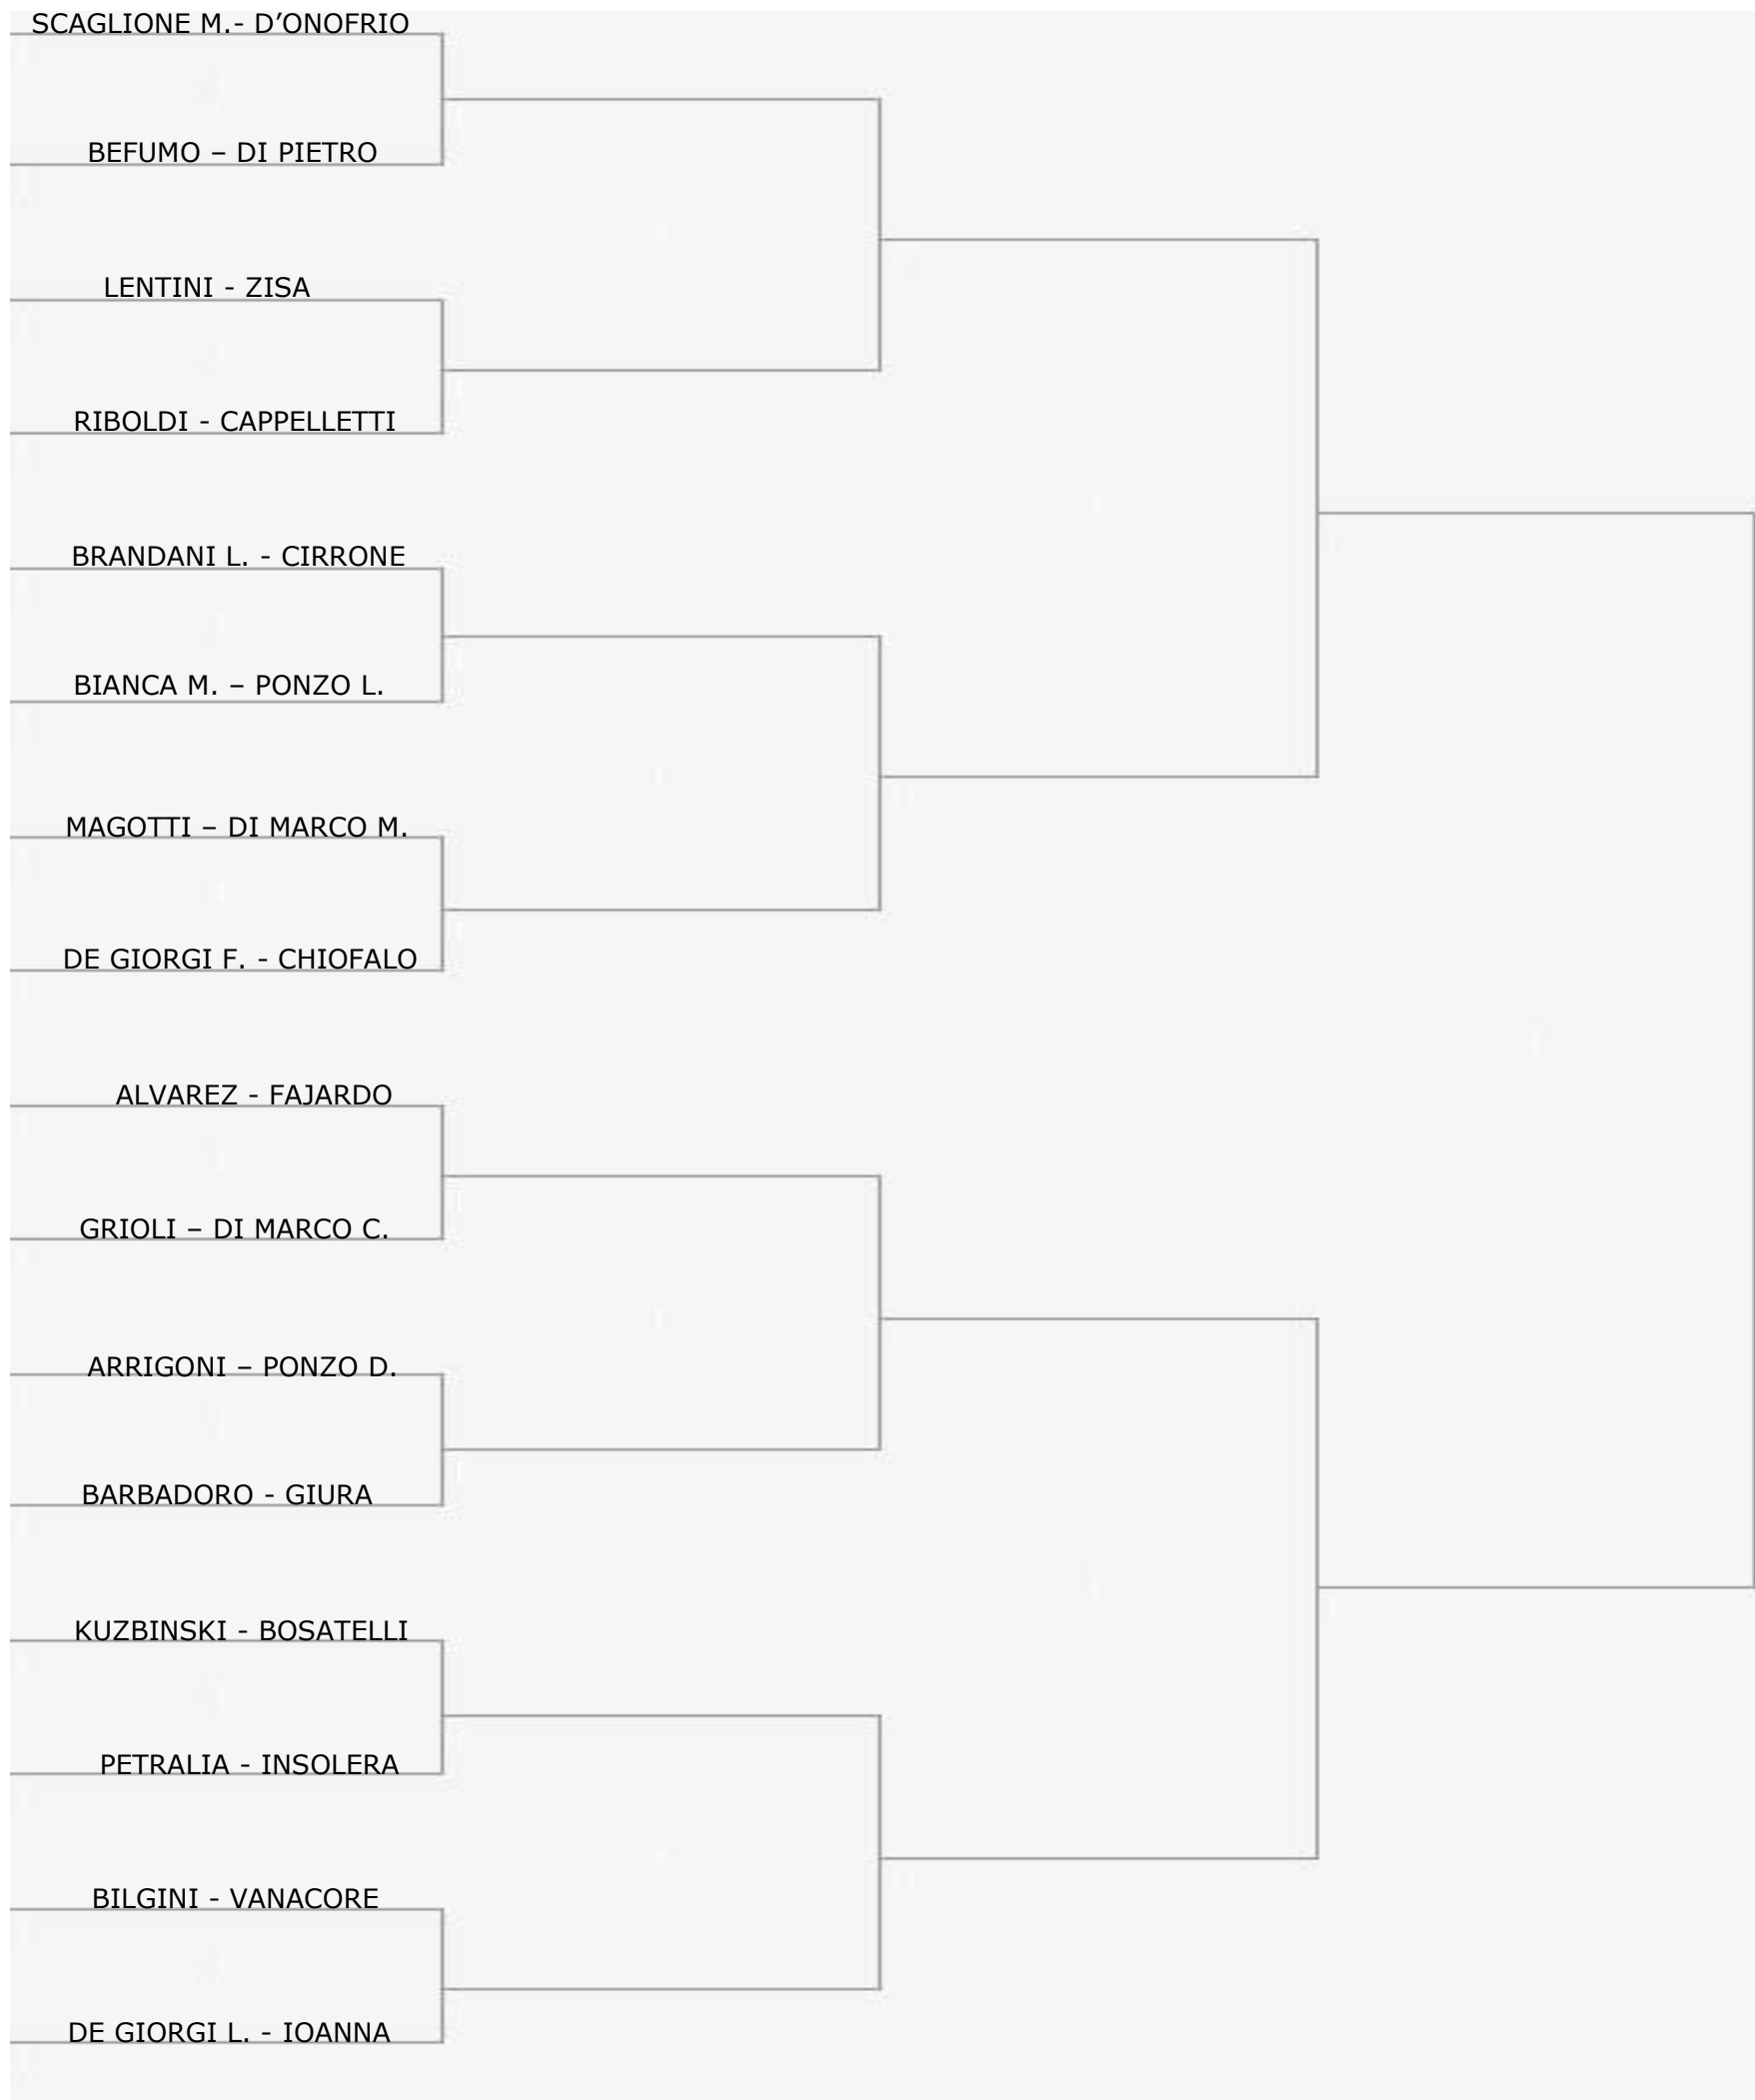 SCAGLIONE M.- D’ONOFRIO
BEFUMO – DI PIETRO
LENTINI - ZISA
RIBOLDI - CAPPELLETTI
BRANDANI L. - CIRRONE
BIANCA M. – PONZO L.
MAGOTTI – DI MARCO M.
DE GIORGI F. - CHIOFALO
ALVAREZ - FAJARDO
GRIOLI – DI MARCO C.
ARRIGONI – PONZO D.
BARBADORO - GIURA
KUZBINSKI - BOSATELLI
PETRALIA - INSOLERA
BILGINI - VANACORE
DE GIORGI L. - IOANNA